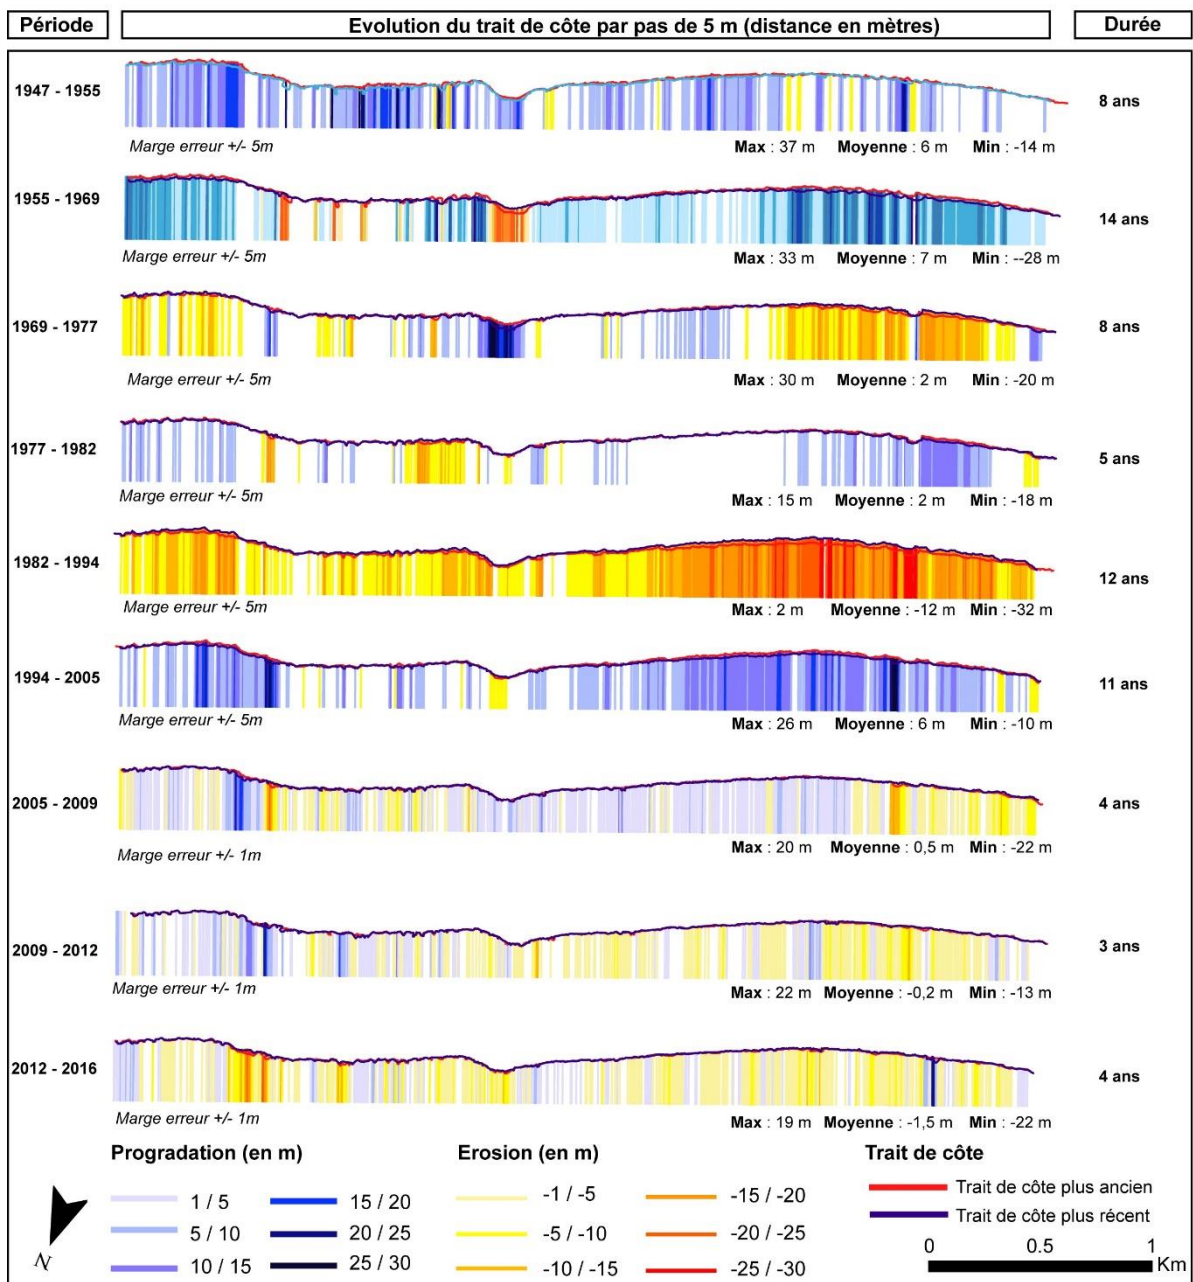 Période Evolution du trait de côte par pas de 5 m (distance en mètres) Durée
1947 - 1955
8 ans
Marge erreur +/- 5m Max : 37 m Moyenne : 6 m Min : -14 m
1955 - 1969
14 ans
Marge erreur +/- 5m Max : 33 m Moyenne : 7 m Min : --28 m
1969 - 1977
8 ans
Marge erreur +/- 5m Max : 30 m Moyenne : 2 m Min : -20 m
1977 - 1982
5 ans
Marge erreur +/- 5m Max : 15 m Moyenne : 2 m Min : -18 m
1982 - 1994
12 ans
Marge erreur +/- 5m Max : 2 m Moyenne : -12 m Min : -32 m
1994 - 2005
11 ans
Marge erreur +/- 5m Max : 26 m Moyenne : 6 m Min : -10 m
2005 - 2009
4 ans
Marge erreur +/- 1m Max : 20 m Moyenne : 0,5 m Min : -22 m
2009 - 2012
3 ans
Marge erreur +/- 1m Max : 22 m Moyenne : -0,2 m Min : -13 m
2012 - 2016
4 ans
Marge erreur +/- 1m Max : 19 m Moyenne : -1,5 m Min : -22 m
Progradation (en m)
1 / 5
5 / 10
10 / 15
15 / 20
20 / 25
25 / 30
Erosion (en m)
-1 / -5
-5 / -10
-10 / -15
-15 / -20
-20 / -25
-25 / -30
Trait de côte
Trait de côte plus ancien
Trait de côte plus récent
0 0.5 1
Km
N